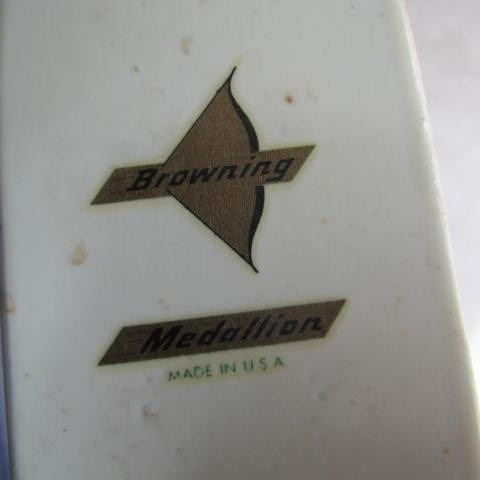 Browning
Medallion
MADE IN U S A